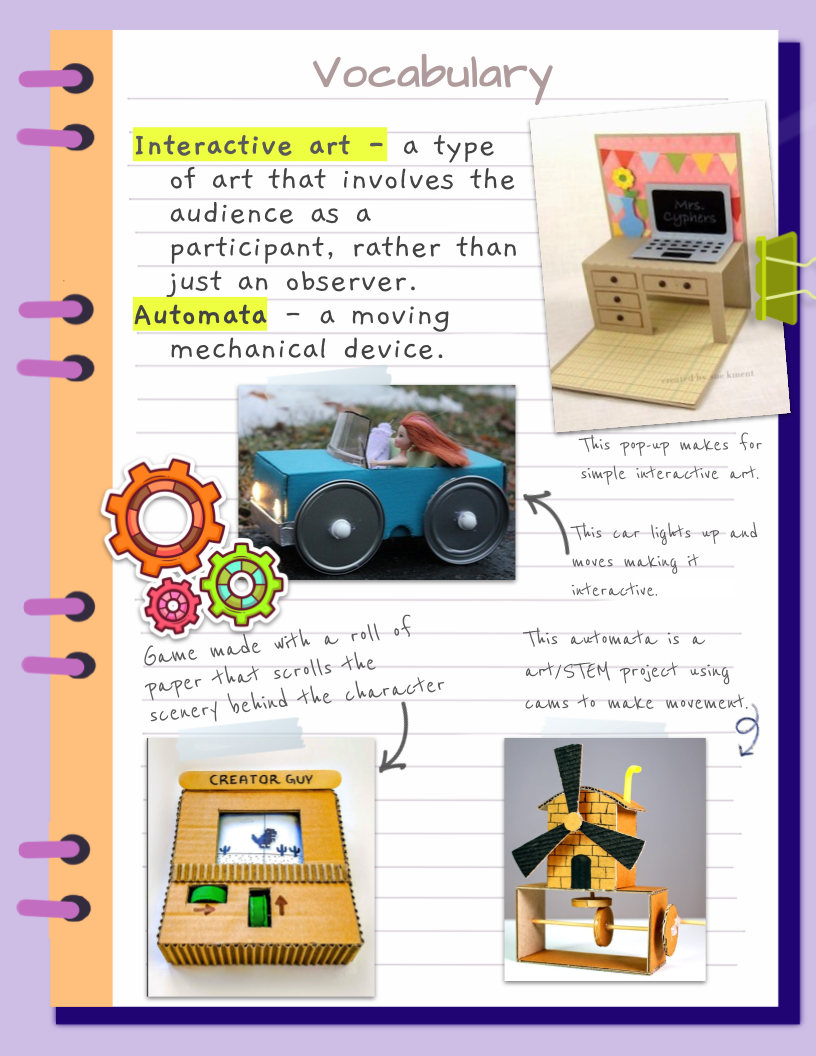 Vocabulary
Interactive art - a type
of art that involves the
audience as a
participant, rather than
just an observer.
Automata - a moving
mechanical device.
Mrs.
Cyphers
created by sue kment
This pop-up makes for
simple interactive art.
This car lights up and
moves making it
interactive.
Game made with a roll of
paper that scrolls the
scenery behind the character
This automata is a
art/STEM project using
cams to make movement.
CREATOR GUY